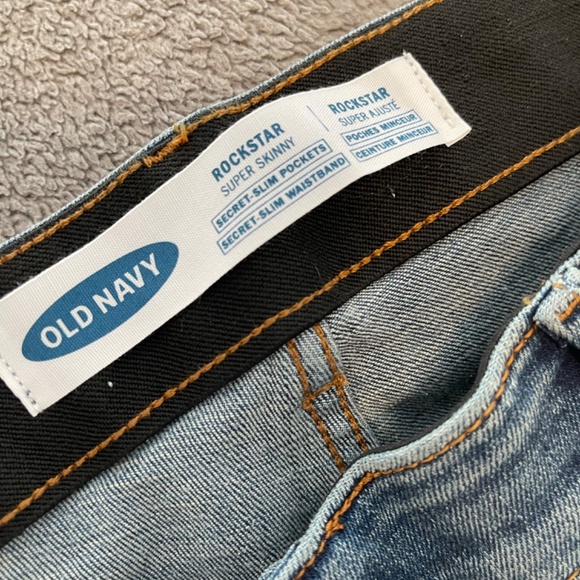 OLD NAVY
ROCKSTAR
SUPER SKINNY
SECRET-SLIM POCKETS
SECRET-SLIM WAISTBAND
ROCKSTAR
SUPER AJUSTÉ
POCHES MINCEUR
CEINTURE MINCEUR